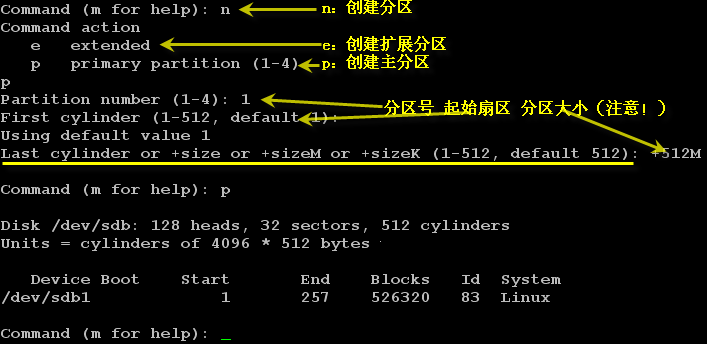 Command (m for help): n n: 创建分区
Command action
e extended e: 创建扩展分区
p primary partition (1-4) p: 创建主分区
p
Partition number (1-4): 1 分区号 起始扇区 分区大小（注意！）
First cylinder (1-512, default 1):
Using default value 1
Last cylinder or +size or +sizeM or +sizeK (1-512, default 512): +512M
Command (m for help): p
Disk /dev/sdb: 128 heads, 32 sectors, 512 cylinders
Units = cylinders of 4096 * 512 bytes
Device Boot Start End Blocks Id System
/dev/sdb1 1 257 526320 83 Linux
Command (m for help): _